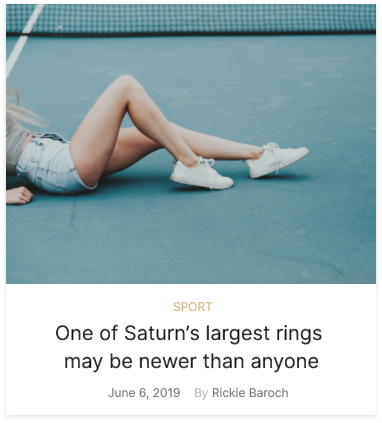 SPORT
One of Saturn’s largest rings
may be newer than anyone
June 6, 2019 By Rickie Baroch